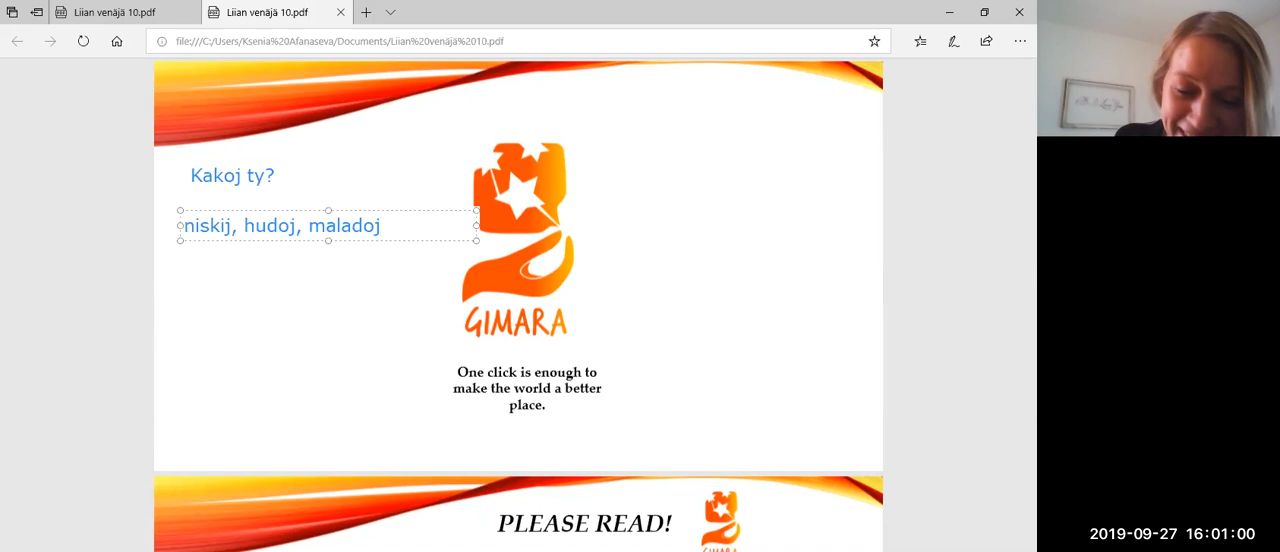 Liian venäjä 10.pdf
Liian venäjä 10.pdf
file:///C:/Users/Ksenia%20Afanaseva/Documents/Liian%20venäjä%2010.pdf
Kakoj ty?
niskij, hudoj, maladoj
GIMARA
One click is enough to
make the world a better
place.
PLEASE READ!
GIMARA
2019-09-27 16:01:00